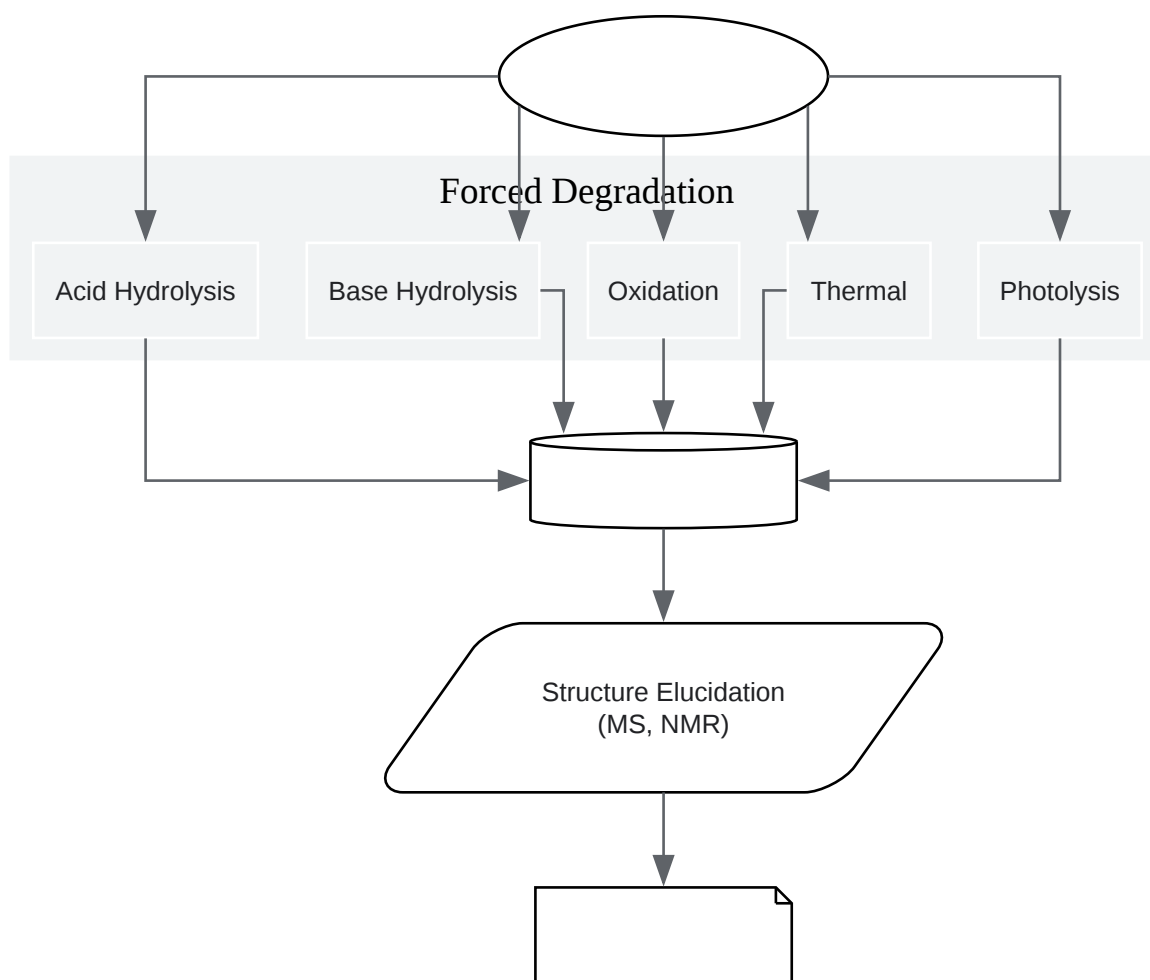 Forced Degradation
Acid Hydrolysis
Base Hydrolysis
Oxidation
Thermal
Photolysis
Structure Elucidation
(MS, NMR)